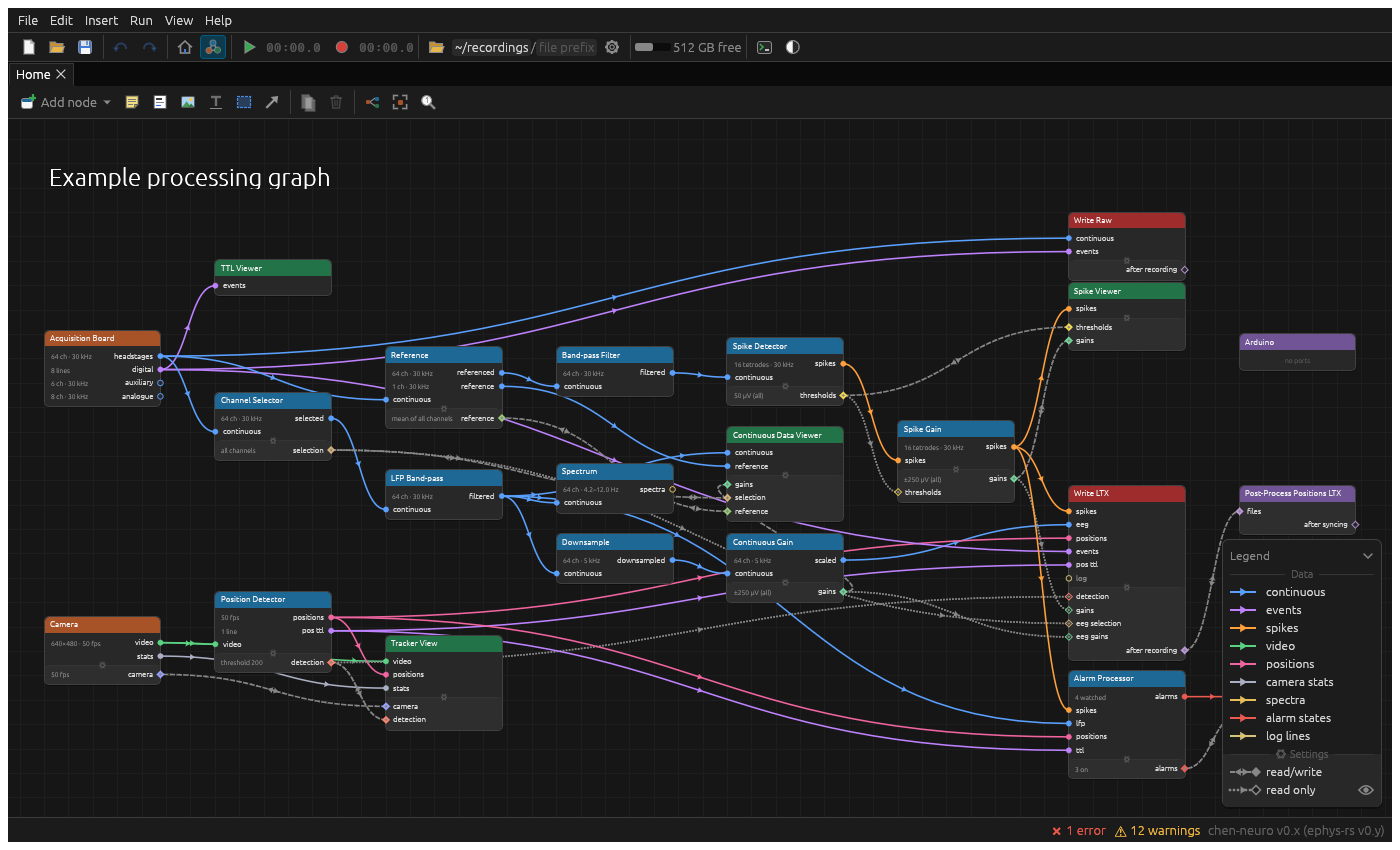 File Edit Insert Run View Help
00:00.0 00:00.0 ~/recordings/file prefix 512 GB free
Home
Add node
Example processing graph
Write Raw
continuous
events
after recording
TTL Viewer
events
Spike Viewer
spikes
thresholds
gains
Acquisition Board
64 ch · 30 kHz headstages
8 lines digital
6 ch · 30 kHz auxiliary
8 ch · 30 kHz analogue
Reference
64 ch · 30 kHz referenced
1 ch · 30 kHz reference
continuous
mean of all channels reference
Band-pass Filter
64 ch · 30 kHz filtered
continuous
Spike Detector
16 tetrodes · 30 kHz spikes
continuous
50 µV (all) thresholds
Arduino
no ports
Channel Selector
64 ch · 30 kHz selected
continuous
all channels selection
Continuous Data Viewer
continuous
reference
gains
selection
reference
Spike Gain
16 tetrodes · 30 kHz spikes
spikes
±250 µV (all) gains
thresholds
LFP Band-pass
64 ch · 30 kHz filtered
continuous
Spectrum
64 ch · 4.2–12.0 Hz spectra
continuous
Write LTX
spikes
eeg
positions
events
pos ttl
log
detection
gains
eeg selection
eeg gains
after recording
Post-Process Positions LTX
files
after syncing
Downsample
64 ch · 5 kHz downsampled
continuous
Continuous Gain
64 ch · 5 kHz scaled
continuous
±250 µV (all) gains
Camera
640×480 · 50 fps video
stats
50 fps camera
Position Detector
50 fps positions
1 line pos ttl
video
threshold 200 detection
Tracker View
video
positions
stats
camera
detection
Alarm Processor
4 watched alarms
spikes
lfp
positions
ttl
3 on alarms
Legend
Data
continuous
events
spikes
video
positions
camera stats
spectra
alarm states
log lines
Settings
read/write
read only
1 error 12 warnings chen-neuro v0.x (ephys-rs v0.y)